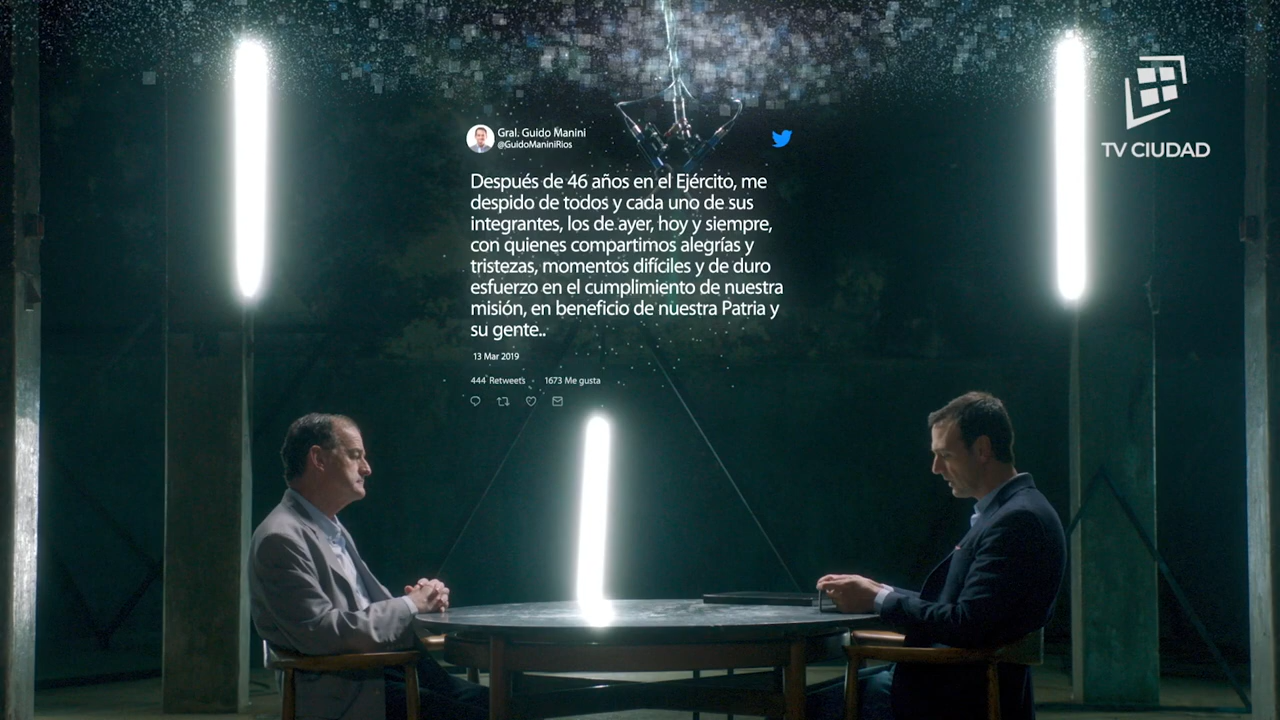 TV CIUDAD
Gral. Guido Manini
@GuidoManiniRios
Después de 46 años en el Ejército, me
despido de todos y cada uno de sus
integrantes, los de ayer, hoy y siempre,
con quienes compartimos alegrías y
tristezas, momentos difíciles y de duro
esfuerzo en el cumplimiento de nuestra
misión, en beneficio de nuestra Patria y
su gente..
13 Mar 2019
444 Retweets 1673 Me gusta